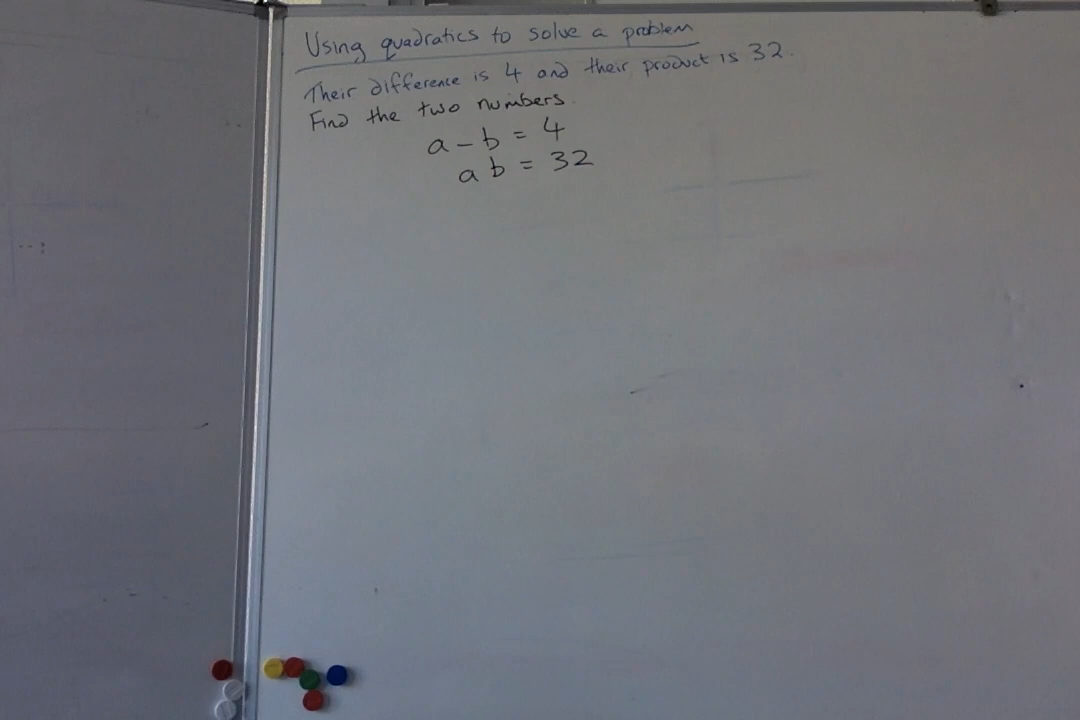 Using quadratics to solve a problem
Their difference is 4 and their product is 32.
Find the two numbers.
a - b = 4
ab = 32